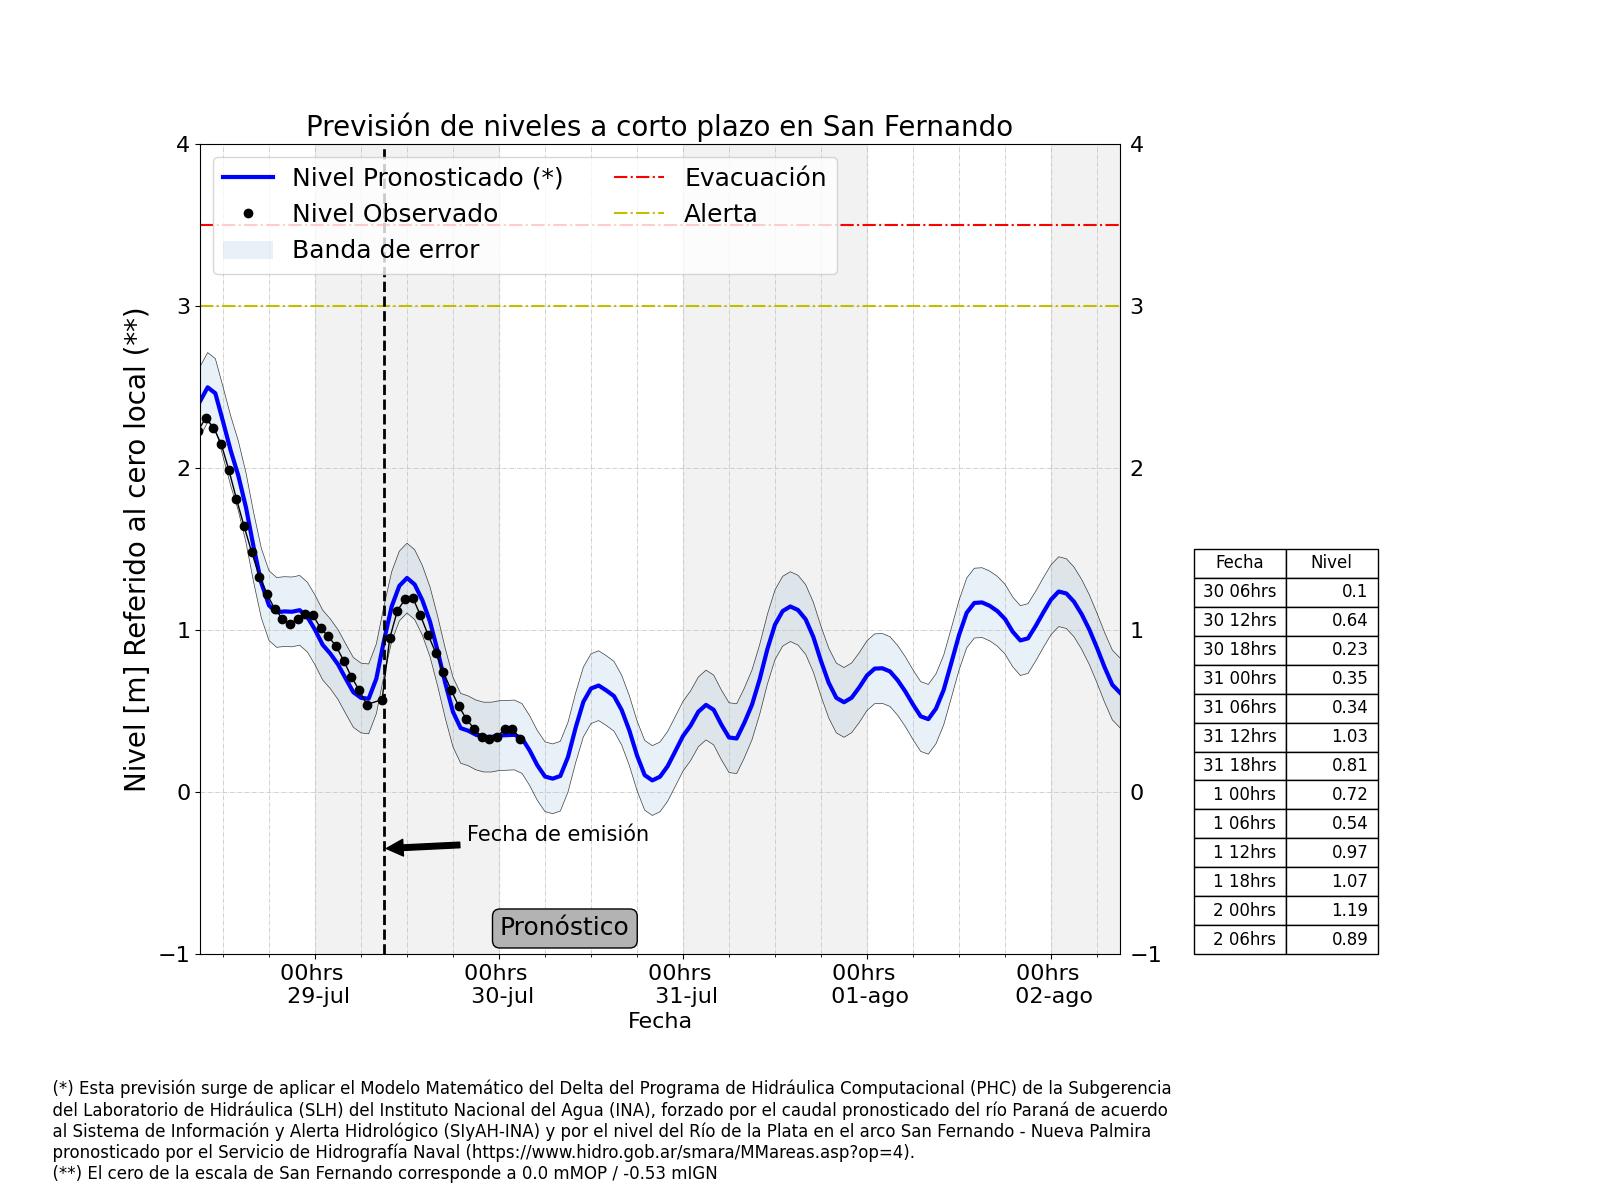 Previsión de niveles a corto plazo en San Fernando
4
4
Nivel Pronosticado (*)
Evacuación
Nivel Observado
Alerta
Banda de error
3
3
2
2
1
1
0
0
−1
−1
Nivel [m] Referido al cero local (**)
Fecha de emisión
Pronóstico
00hrs 00hrs 00hrs 00hrs 00hrs
29-jul 30-jul 31-jul 01-ago 02-ago
Fecha
Fecha Nivel
30 06hrs 0.1
30 12hrs 0.64
30 18hrs 0.23
31 00hrs 0.35
31 06hrs 0.34
31 12hrs 1.03
31 18hrs 0.81
1 00hrs 0.72
1 06hrs 0.54
1 12hrs 0.97
1 18hrs 1.07
2 00hrs 1.19
2 06hrs 0.89
(*) Esta previsión surge de aplicar el Modelo Matemático del Delta del Programa de Hidráulica Computacional (PHC) de la Subgerencia
del Laboratorio de Hidráulica (SLH) del Instituto Nacional del Agua (INA), forzado por el caudal pronosticado del río Paraná de acuerdo
al Sistema de Información y Alerta Hidrológico (SIyAH-INA) y por el nivel del Río de la Plata en el arco San Fernando - Nueva Palmira
pronosticado por el Servicio de Hidrografía Naval (https://www.hidro.gob.ar/smara/MMareas.asp?op=4).
(**) El cero de la escala de San Fernando corresponde a 0.0 mMOP / -0.53 mIGN